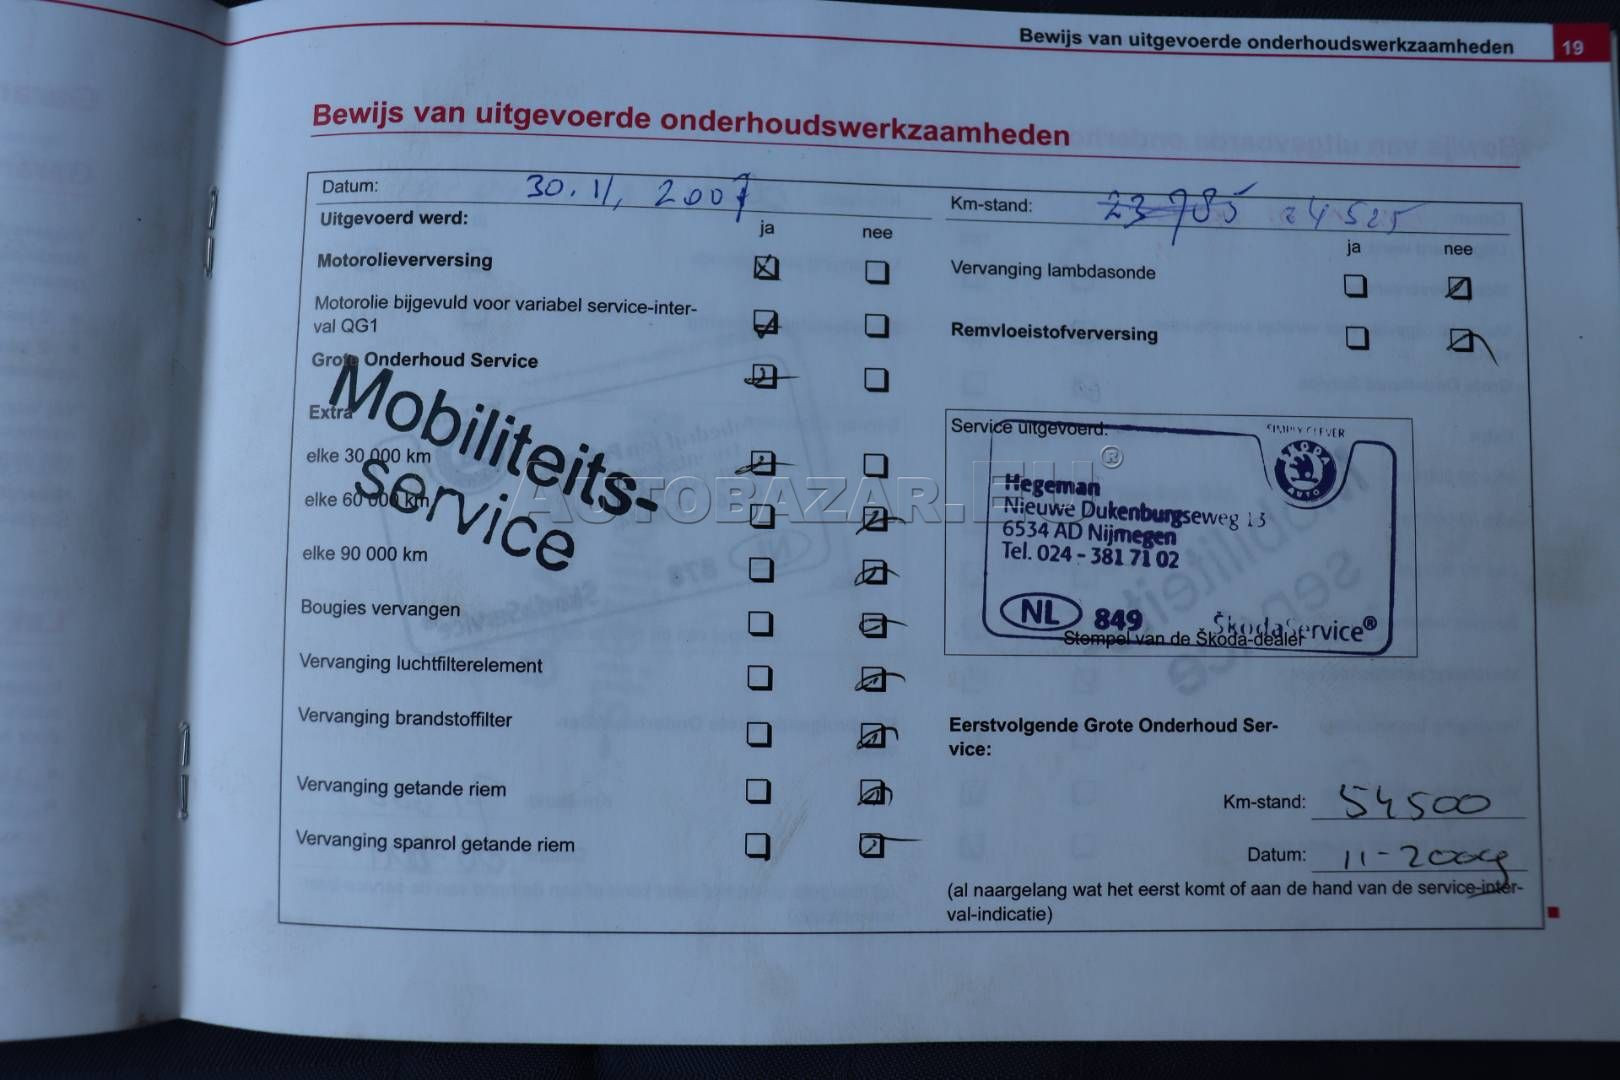 Bewijs van uitgevoerde onderhoudswerkzaamheden 19
Bewijs van uitgevoerde onderhoudswerkzaamheden
Datum: 30.11, 2007
Km-stand: 23785 24525
Uitgevoerd werd:
ja nee
ja nee
Motorolieverversing
Vervanging lambdasonde
Motorolie bijgevuld voor variabel service-inter-
val QG1
Remvloeistofverversing
Grote Onderhoud Service
Extra
elke 30 000 km
elke 60 000 km
elke 90 000 km
Mobiliteits-
service
Bougies vervangen
Vervanging luchtfilterelement
Vervanging brandstoffilter
Vervanging getande riem
Vervanging spanrol getande riem
Service uitgevoerd:
SIMPLY CLEVER
SKODA
AUTO
Hegeman
Nieuwe Dukenburgseweg 13
6534 AD Nijmegen
Tel. 024 - 381 71 02
NL 849 ŠkodaService®
Stempel van de Škoda-dealer
Eerstvolgende Grote Onderhoud Ser-
vice:
Km-stand: 54500
Datum: 11-2009
(al naargelang wat het eerst komt of aan de hand van de service-inter-
val-indicatie)
AUTOBAZAR.EU®